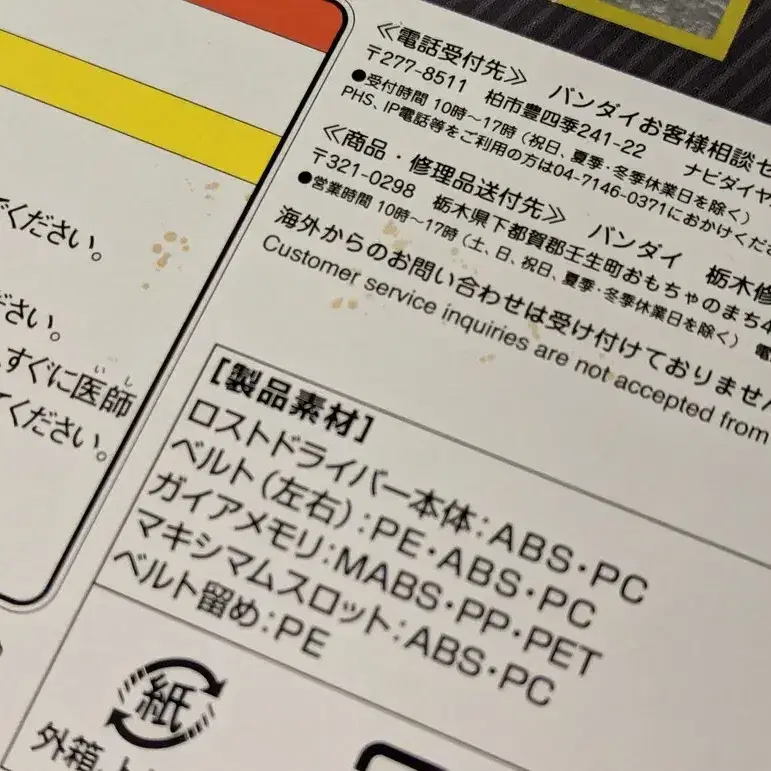 ≪電話受付先≫ バンダイお客様相談セ
〒277-8511 柏市豊四季241-22 ナビダイヤ
●受付時間 10時～17時（祝日、夏季・冬季休業日を除く）
PHS、IP電話等をご利用の方は04-7146-0371におかけくださ
≪商品・修理品送付先≫ バンダイ 栃木修
〒321-0298 栃木県下都賀郡壬生町おもちゃのまち4
●営業時間 10時～17時（土、日、祝日、夏季・冬季休業日を除く） 電
海外からのお問い合わせは受け付けておりません
Customer service inquiries are not accepted from
ください。
ださい。
すぐに医師
いし
てください。
［製品素材］
ロストドライバー本体：ABS・PC
ベルト（左右）：PE・ABS・PC
ガイアメモリ：MABS・PP・PET
マキシマムスロット：ABS・PC
ベルト留め：PE
紙
外箱、